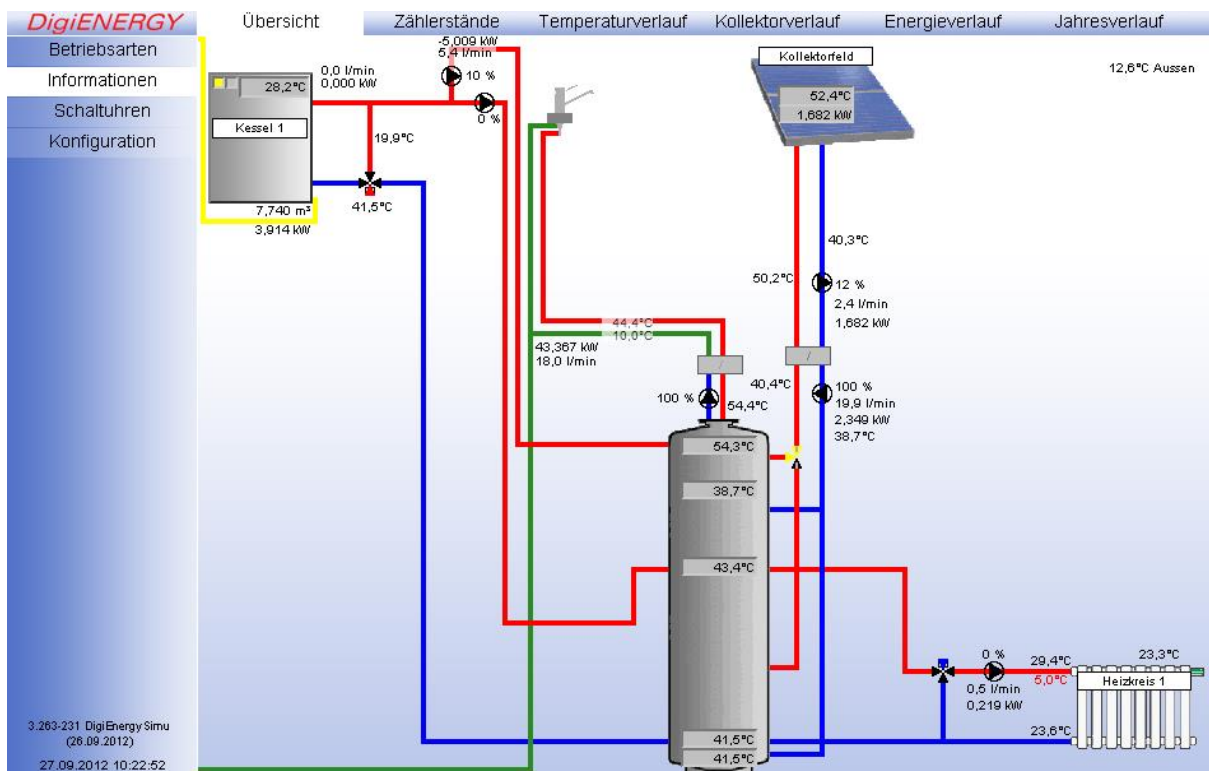 DigiENERGY
Übersicht
Zählerstände
Temperaturverlauf
Kollektorverlauf
Energieverlauf
Jahresverlauf
Betriebsarten
Informationen
Schaltuhren
Konfiguration
-5,009 kW
5,4 l/min
10 %
0 %
0,0 l/min
0,000 kW
28,2°C
Kessel 1
19,9°C
41,5°C
7,740 m³
3,914 kW
Kollektorfeld
52,4°C
1,682 kW
12,6°C Aussen
40,3°C
50,2°C
12 %
2,4 l/min
1,682 kW
44,4°C
10,0°C
43,367 kW
18,0 l/min
/
/
40,4°C
100 %
19,9 l/min
2,349 kW
38,7°C
100 %
54,4°C
54,3°C
38,7°C
43,4°C
41,5°C
41,5°C
0 %
0,5 l/min
0,219 kW
29,4°C
5,0°C
23,3°C
Heizkreis 1
23,6°C
3.263-231 DigiEnergy Simu
(26.09.2012)
27.09.2012 10:22:52